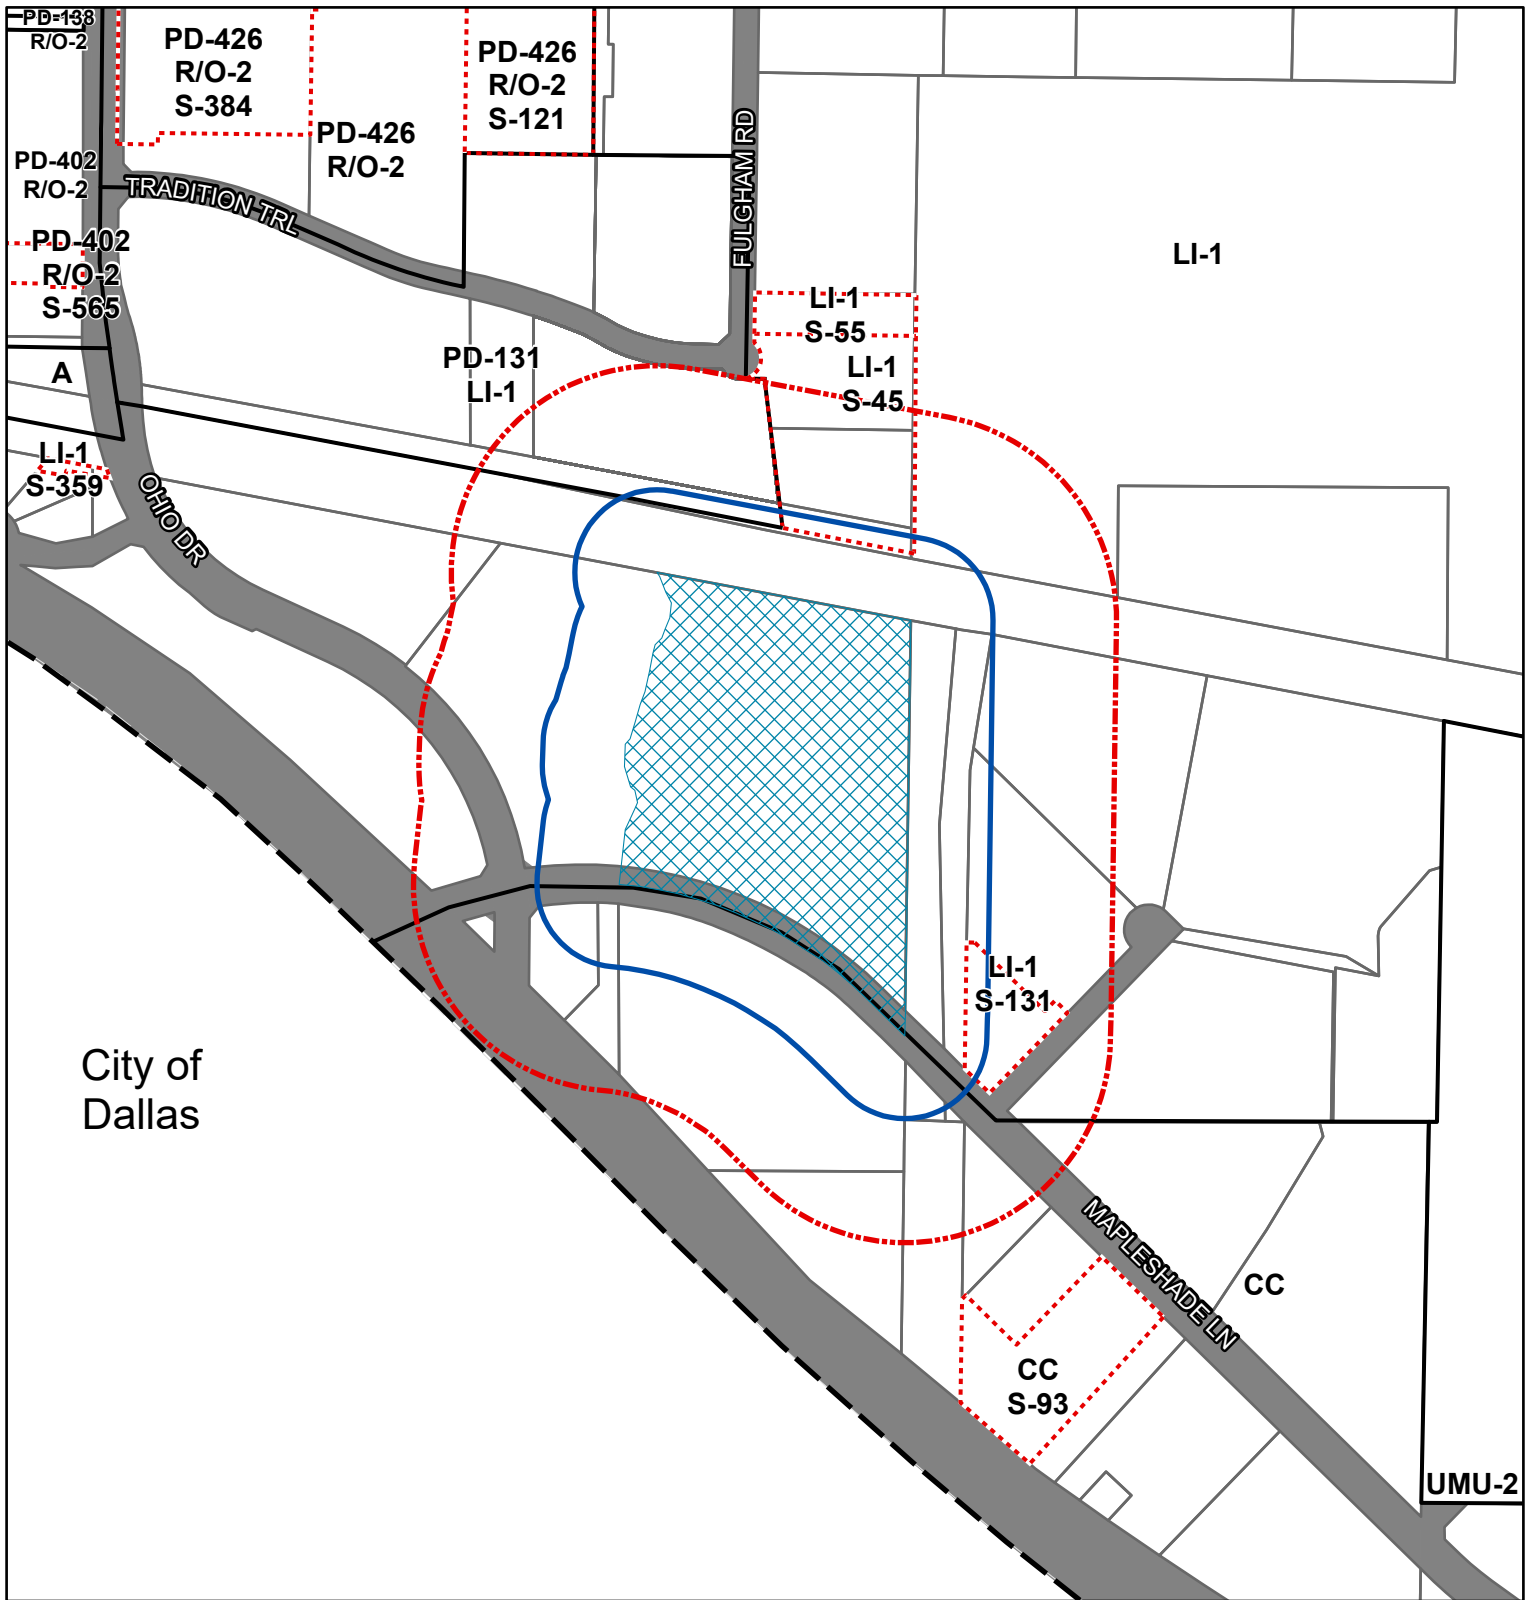 PD-138
R/O-2
PD-426
R/O-2
S-384
PD-426
R/O-2
S-121
PD-426
R/O-2
PD-402
R/O-2
TRADITION TRL
FULGHAM RD
PD-402
R/O-2
S-565
LI-1
LI-1
S-55
LI-1
S-45
PD-131
LI-1
A
LI-1
S-359
OHIO DR
LI-1
S-131
City of
Dallas
MAPLESHADE LN
CC
CC
S-93
UMU-2